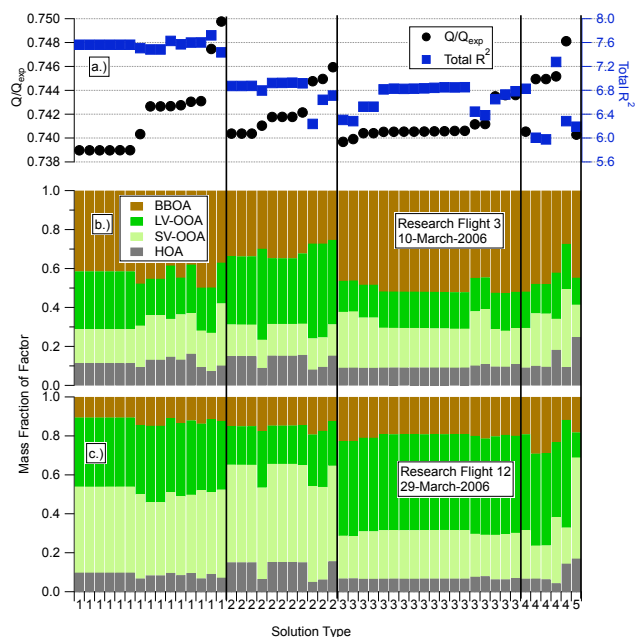 0.750
0.748
0.746
0.744
0.742
0.740
0.738
Q/Qexp
a.)
Q/Qexp
Total R²
8.0
7.6
7.2
6.8
6.4
6.0
5.6
Total R²
1.0
0.8
0.6
0.4
0.2
0.0
b.)
BBOA
LV-OOA
SV-OOA
HOA
Research Flight 3
10-March-2006
Mass Fraction of Factor
1.0
0.8
0.6
0.4
0.2
0.0
c.)
Research Flight 12
29-March-2006
1 1 1 1 1 1 1 1 1 1 1 1 1 1 1 2 2 2 2 2 2 2 2 2 2 2 3 3 3 3 3 3 3 3 3 3 3 3 3 3 3 3 3 3 4 4 4 4 4 5
Solution Type